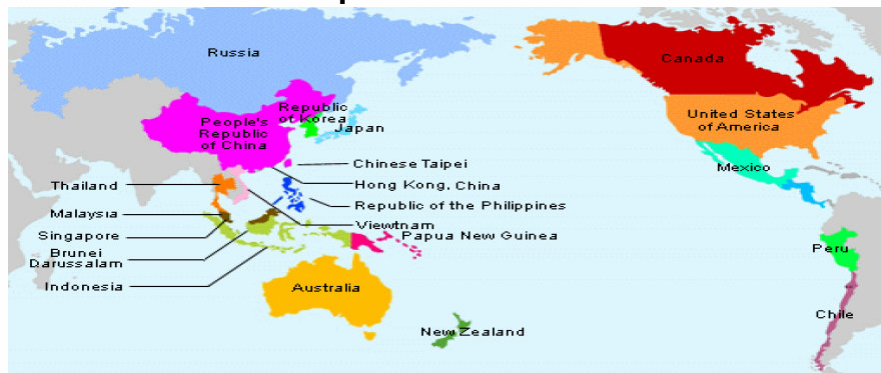 Russia
Canada
People's
Republic
of China
Republic
of Korea
Japan
United States
of America
Chinese Taipei
Mexico
Thailand
Hong Kong, China
Republic of the Philippines
Malaysia
Viewtnam
Singapore
Papua New Guinea
Brunei
Darussalam
Peru
Indonesia
Australia
Chile
New Zealand